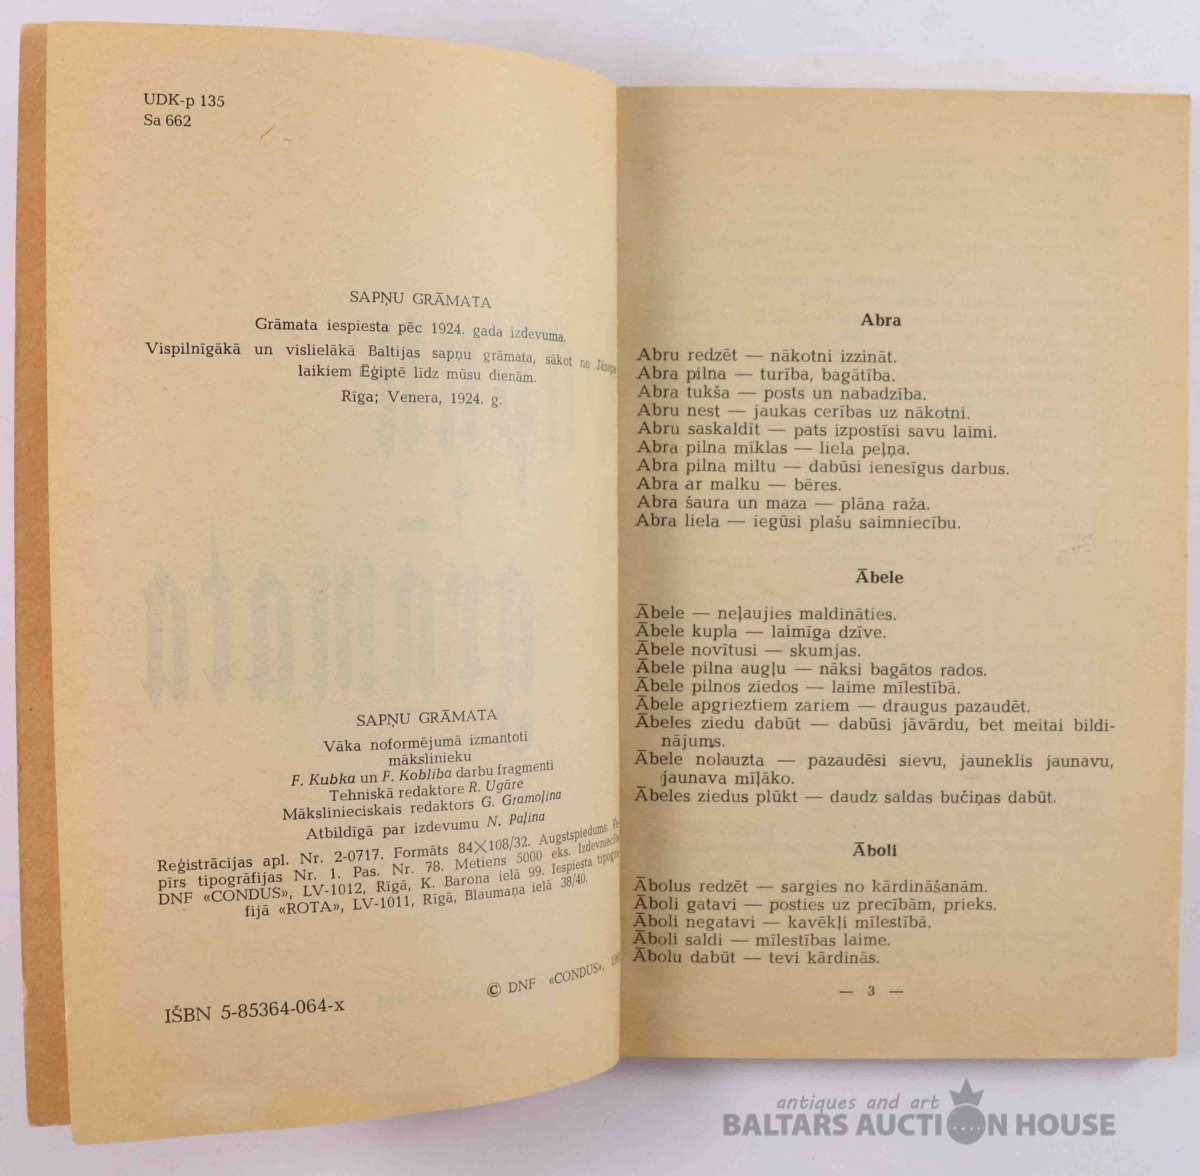 UDK-p 135
Sa 662
SAPŅU GRĀMATA
Grāmata iespiesta pēc 1924. gada izdevuma.
Vispilnīgākā un vislielākā Baltijas sapņu grāmata, sākot no
laikiem Ēģiptē līdz mūsu dienām.
Rīga; Venera, 1924. g.
SAPŅU GRĀMATA
Vāka noformējumā izmantoti
mākslinieku
F. Kubka un F. Kobliba darbu fragmenti
Tehniskā redaktore R. Ugāre
Mākslinieciskais redaktors G. Gramoļina
Atbildīgā par izdevumu N. Paļina
Reģistrācijas apl. Nr. 2-0717. Formāts 84×108/32. Augstspiedums.
pīrs tipogrāfijas Nr. 1. Pas. Nr. 78. Metiens 5000 eks.
DNF «CONDUS», LV-1012, Rīgā, K. Barona ielā 99. Iespiesta
fijā «ROTA», LV-1011, Rīgā, Blaumaņa ielā 38/40.
© DNF «CONDUS»,
IŠBN 5-85364-064-x
Abra
Abru redzēt — nākotni izzināt.
Abra pilna — turība, bagātība.
Abra tukša — posts un nabadzība.
Abru nest — jaukas cerības uz nākotni.
Abru saskaldīt — pats izpostīsi savu laimi.
Abra pilna mīklas — liela peļņa.
Abra pilna miltu — dabūsi ienesīgus darbus.
Abra ar malku — bēres.
Abra šaura un maza — plāna raža.
Abra liela — iegūsi plašu saimniecību.
Ābele
Ābele — neļaujies maldināties.
Ābele kupla — laimīga dzīve.
Ābele novītusi — skumjas.
Ābele pilna augļu — nāksi bagātos rados.
Ābele pilnos ziedos — laime mīlestībā.
Ābele apgrieztiem zariem — draugus pazaudēt.
Ābeles ziedu dabūt — dabūsi jāvārdu, bet meitai bildi-
nājums.
Ābele nolauzta — pazaudēsi sievu, jauneklis jaunavu,
jaunava mīļāko.
Ābeles ziedus plūkt — daudz saldas bučiņas dabūt.
Āboli
Ābolus redzēt — sargies no kārdināšanām.
Āboli gatavi — posties uz precībām, prieks.
Āboli negatavi — kavēkļi mīlestībā.
Āboli saldi — mīlestības laime.
Ābolu dabūt — tevi kārdinās.
— 3 —
antiques and art
BALTARS AUCTION HOUSE